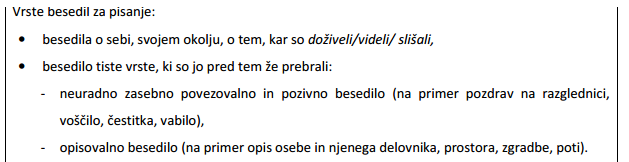 Vrste besedil za pisanje:
• besedila o sebi, svojem okolju, o tem, kar so doživeli/videli/ slišali,
• besedilo tiste vrste, ki so jo pred tem že prebrali:
- neuradno zasebno povezovalno in pozivno besedilo (na primer pozdrav na razglednici,
voščilo, čestitka, vabilo),
- opisovalno besedilo (na primer opis osebe in njenega delovnika, prostora, zgradbe, poti).